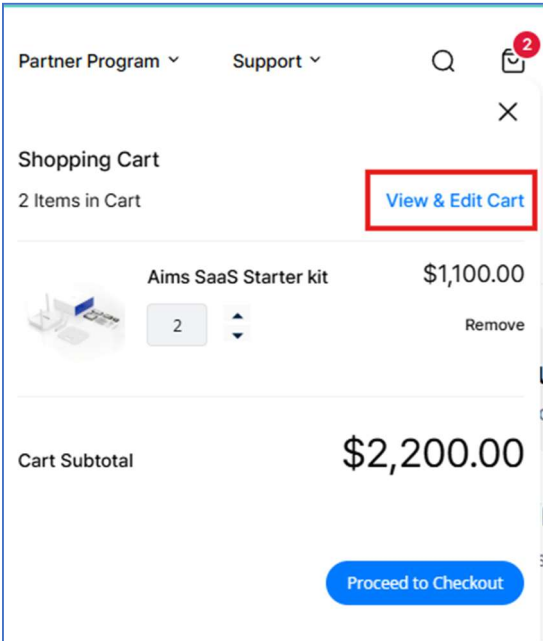 Partner Program Support 2
Shopping Cart
2 Items in Cart View & Edit Cart
Aims SaaS Starter kit $1,100.00
2 Remove
Cart Subtotal $2,200.00
Proceed to Checkout